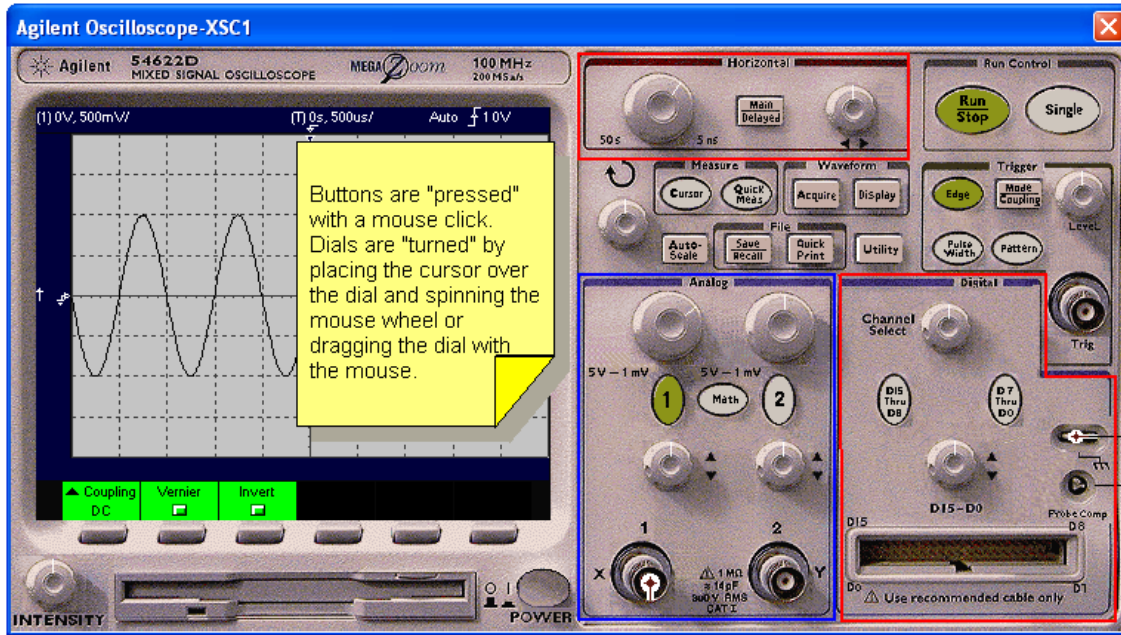 Agilent Oscilloscope-XSC1
Agilent
54622D
MIXED SIGNAL OSCILLOSCOPE
MEGA Zoom
100 MHz
200 MSa/s
(1) 0V, 500mV/
(T) 0s, 500us/
Auto
1 0V
Buttons are "pressed"
with a mouse click.
Dials are "turned" by
placing the cursor over
the dial and spinning the
mouse wheel or
dragging the dial with
the mouse.
Coupling
DC
Vernier
Invert
INTENSITY
O I
POWER
Horizontal
50 s
5 ns
Main
Delayed
Run Control
Run
Stop
Single
Measure
Cursor
Quick
Meas
Waveform
Acquire
Display
Trigger
Edge
Mode
Coupling
Level
Pulse
Width
Pattern
Trig
File
Auto-
Scale
Save
Recall
Quick
Print
Utility
Analog
5 V – 1 mV
5 V – 1 mV
1
Math
2
1
2
X
Y
1 MΩ
≈ 14 pF
300 V RMS
CAT I
Digital
Channel
Select
D15
Thru
D8
D7
Thru
D0
D15-D0
Probe Comp
D15
D8
D0
D1
Use recommended cable only